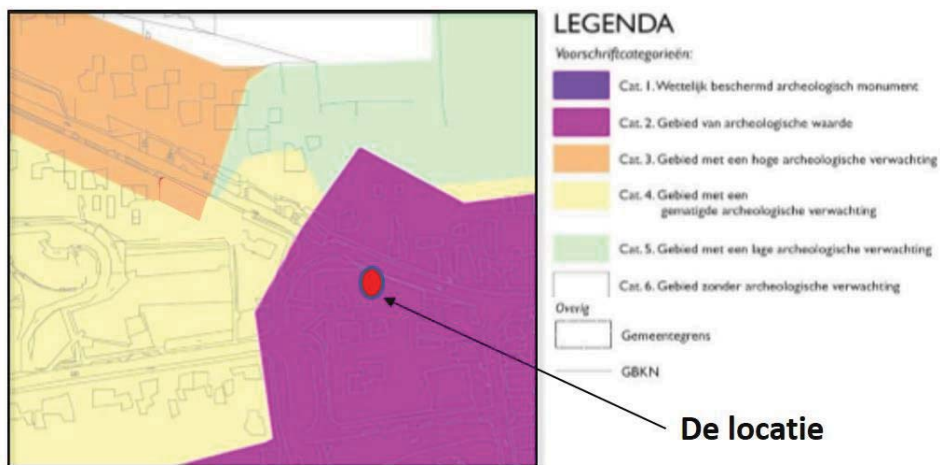 LEGENDA
Voorschriftcategorieën:
Cat. 1. Wettelijk beschermd archeologisch monument
Cat. 2. Gebied van archeologische waarde
Cat. 3. Gebied met een hoge archeologische verwachting
Cat. 4. Gebied met een
gematigde archeologische verwachting
Cat. 5. Gebied met een lage archeologische verwachting
Cat. 6. Gebied zonder archeologische verwachting
Overig
Gemeentegrens
GBKN
De locatie